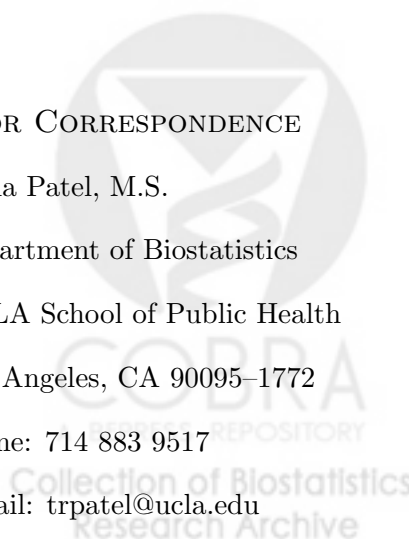 OR CORRESPONDENCE
a Patel, M.S.
artment of Biostatistics
LA School of Public Health
Angeles, CA 90095–1772
ne: 714 883 9517
ail: trpatel@ucla.edu
COBRA
A BEPRESS REPOSITORY
Collection of Biostatistics
Research Archive